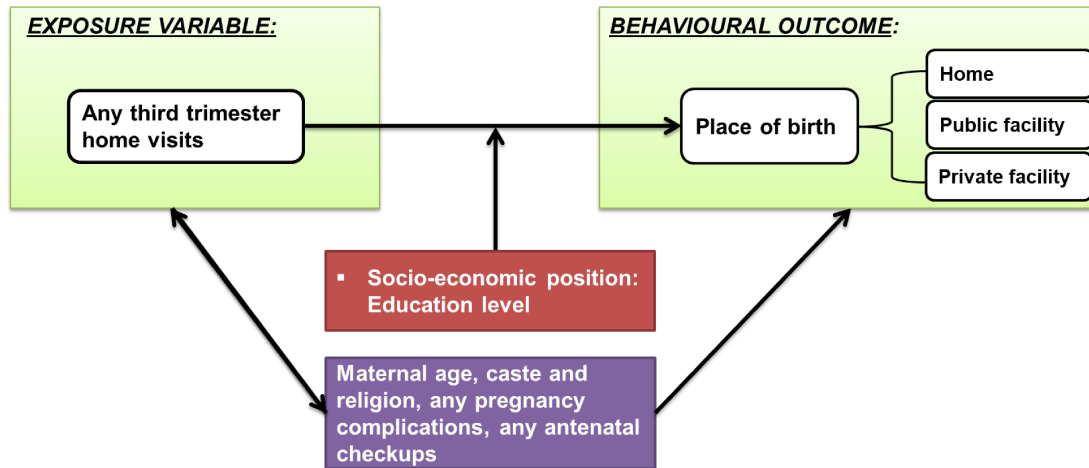 EXPOSURE VARIABLE:
Any third trimester
home visits
BEHAVIOURAL OUTCOME:
Place of birth
Home
Public facility
Private facility
▪ Socio-economic position:
Education level
Maternal age, caste and
religion, any pregnancy
complications, any antenatal
checkups